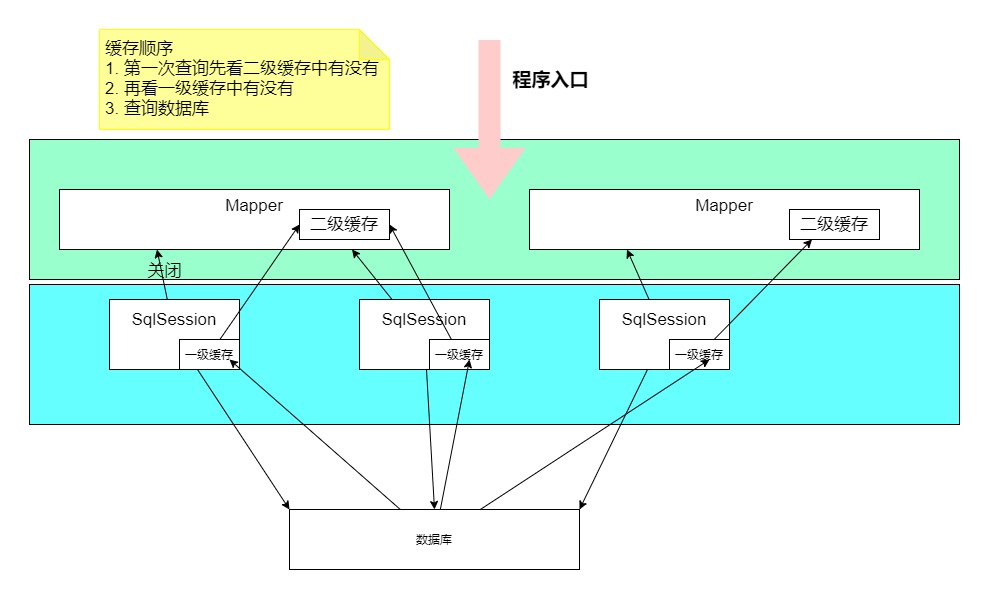 缓存顺序
1. 第一次查询先看二级缓存中有没有
2. 再看一级缓存中有没有
3. 查询数据库
程序入口
Mapper
二级缓存
Mapper
二级缓存
关闭
SqlSession
一级缓存
SqlSession
一级缓存
SqlSession
一级缓存
数据库